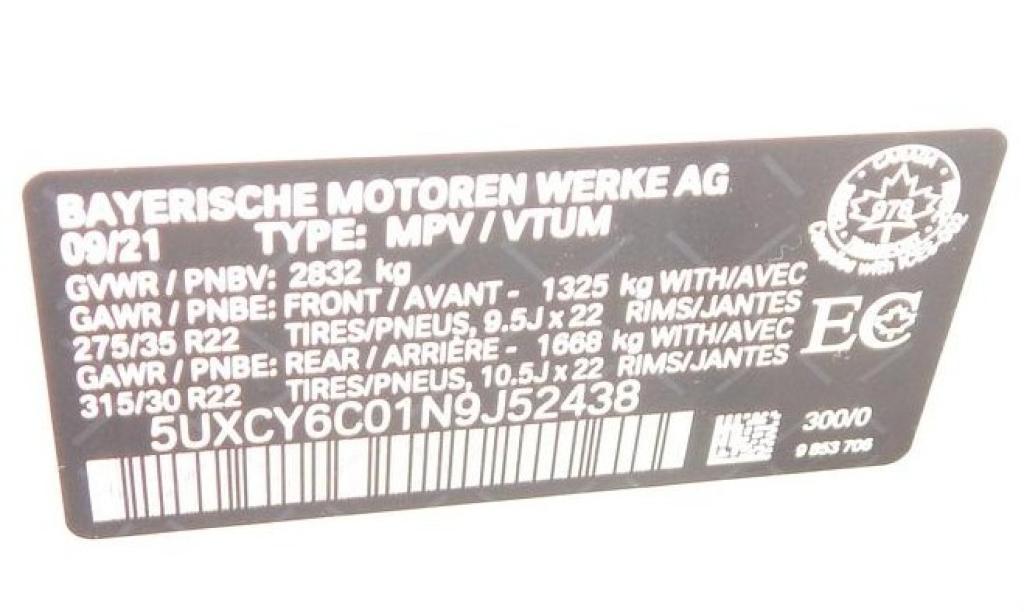 BAYERISCHE MOTOREN WERKE AG
09/21 TYPE: MPV / VTUM
GVWR / PNBV: 2832 kg
GAWR / PNBE: FRONT / AVANT - 1325 kg WITH/AVEC
275/35 R22 TIRES/PNEUS, 9.5J x 22 RIMS/JANTES
GAWR / PNBE: REAR / ARRIÈRE - 1668 kg WITH/AVEC
315/30 R22 TIRES/PNEUS, 10.5J x 22 RIMS/JANTES
5UXCY6C01N9J52438
CANADA
978
EC
300/0
9 853 706